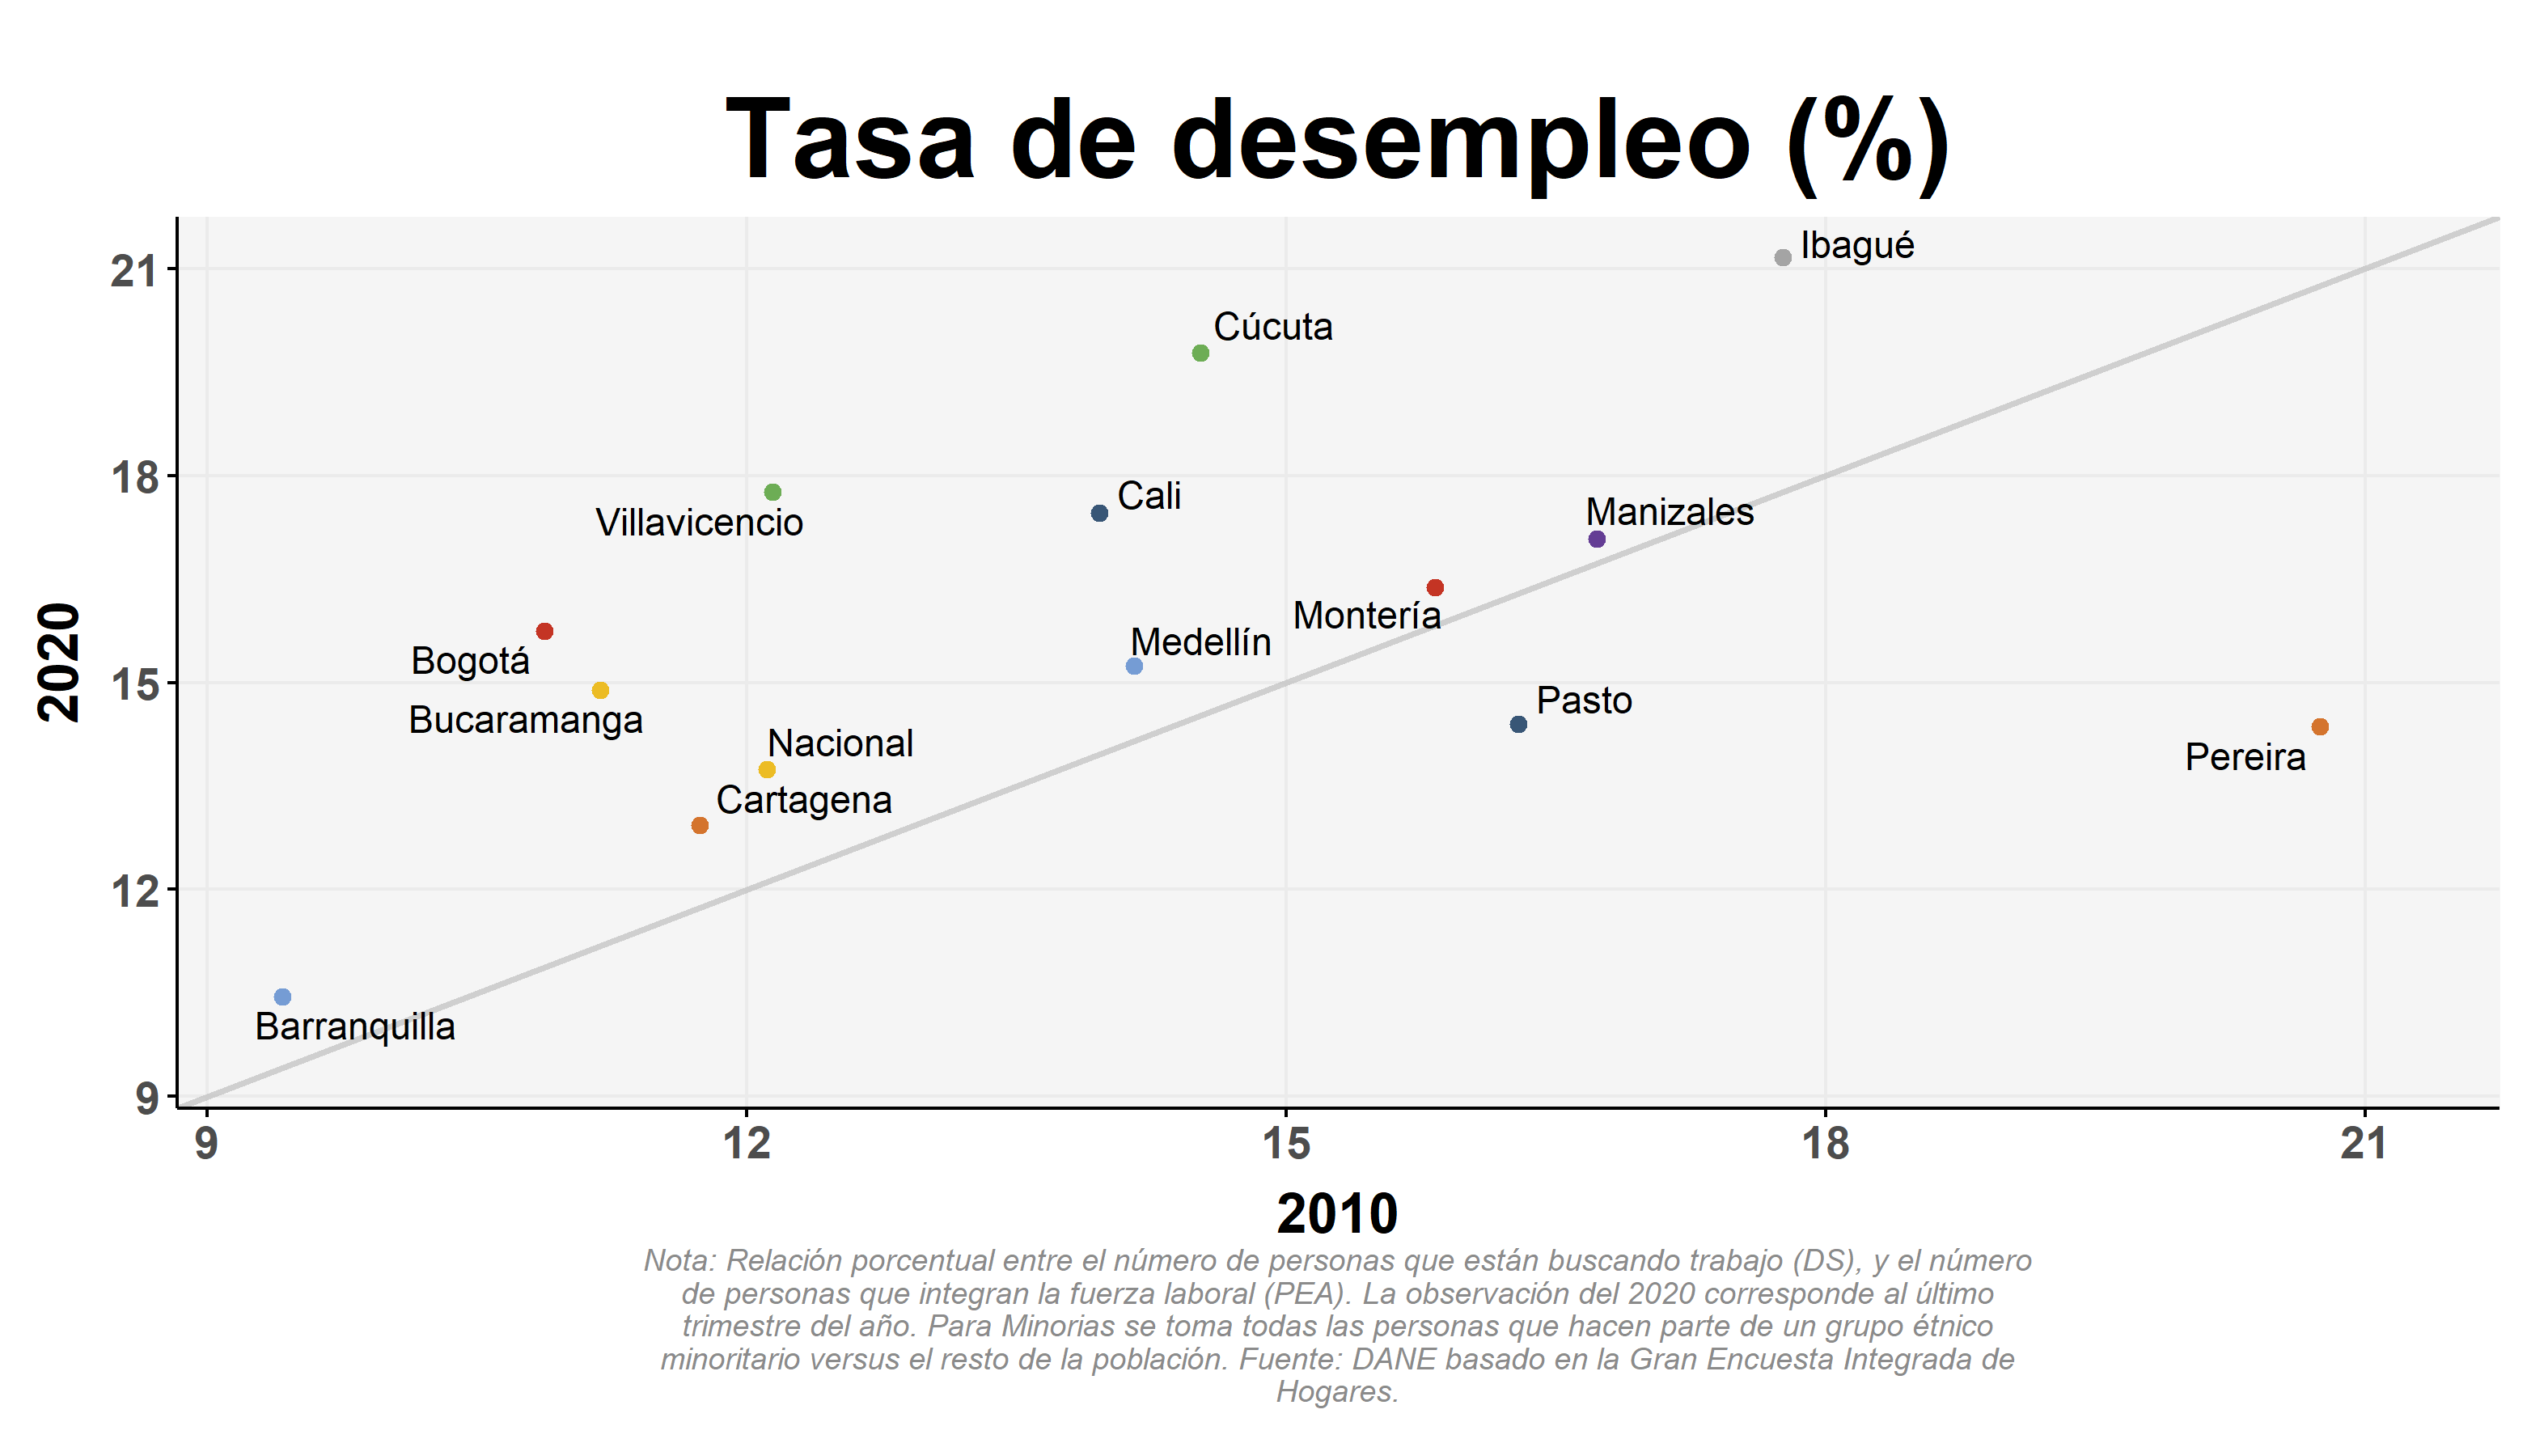 Tasa de desempleo (%)
21
Ibagué
Cúcuta
18
Cali
Villavicencio
Manizales
Montería
Bogotá
Medellín
15
Bucaramanga
Pasto
Nacional
Pereira
Cartagena
12
Barranquilla
9
2020
9 12 15 18 21
2010
Nota: Relación porcentual entre el número de personas que están buscando trabajo (DS), y el número
de personas que integran la fuerza laboral (PEA). La observación del 2020 corresponde al último
trimestre del año. Para Minorias se toma todas las personas que hacen parte de un grupo étnico
minoritario versus el resto de la población. Fuente: DANE basado en la Gran Encuesta Integrada de
Hogares.